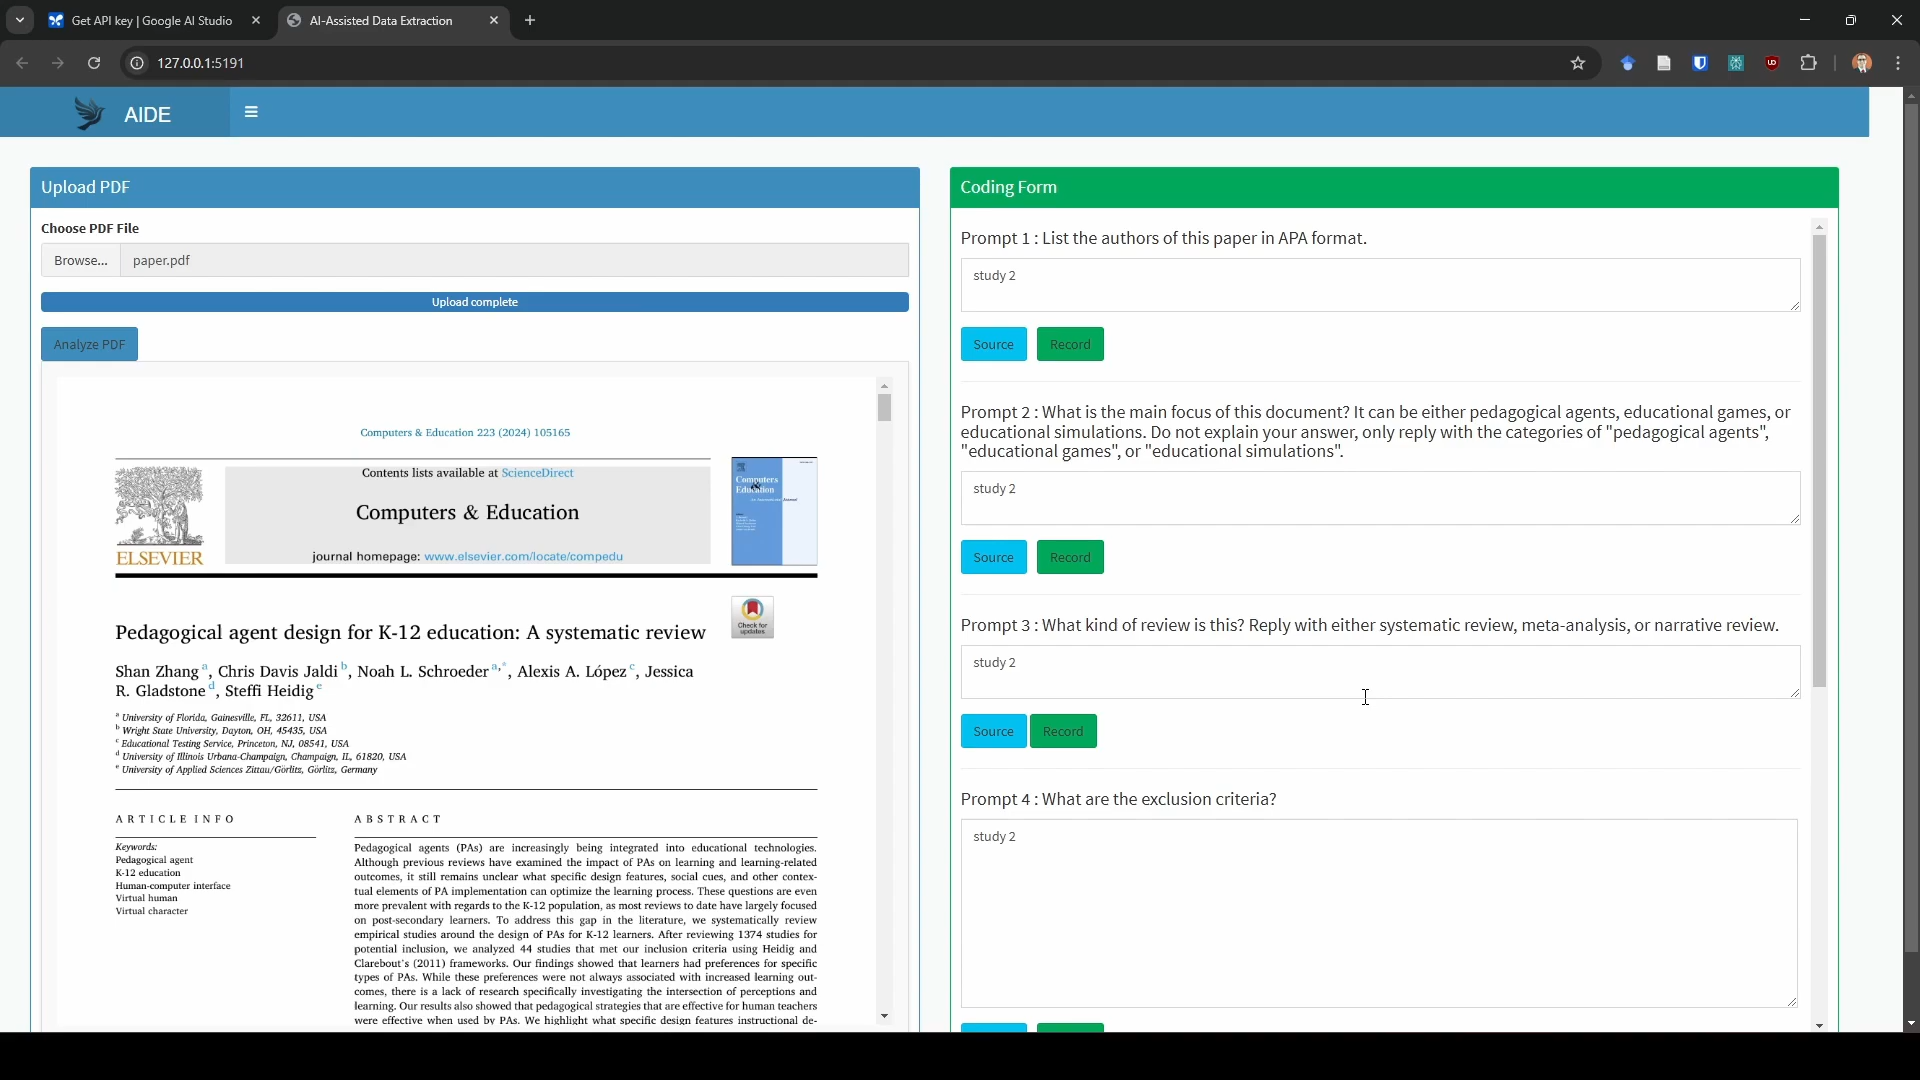 Get API key | Google AI Studio
AI-Assisted Data Extraction
127.0.0.1:5191
AIDE
Upload PDF
Choose PDF File
Browse...
paper.pdf
Upload complete
Analyze PDF
Computers & Education 223 (2024) 105165
Contents lists available at ScienceDirect
Computers & Education
journal homepage: www.elsevier.com/locate/compedu
ELSEVIER
Computers
&
Education
Check for
updates
Pedagogical agent design for K-12 education: A systematic review
Shan Zhang a, Chris Davis Jaldi b, Noah L. Schroeder a,*, Alexis A. López c, Jessica
R. Gladstone d, Steffi Heidig e
a University of Florida, Gainesville, FL, 32611, USA
b Wright State University, Dayton, OH, 45435, USA
c Educational Testing Service, Princeton, NJ, 08541, USA
d University of Illinois Urbana-Champaign, Champaign, IL, 61820, USA
e University of Applied Sciences Zittau/Görlitz, Görlitz, Germany
ARTICLE INFO
Keywords:
Pedagogical agent
K-12 education
Human-computer interface
Virtual human
Virtual character
ABSTRACT
Pedagogical agents (PAs) are increasingly being integrated into educational technologies.
Although previous reviews have examined the impact of PAs on learning and learning-related
outcomes, it still remains unclear what specific design features, social cues, and other contex-
tual elements of PA implementation can optimize the learning process. These questions are even
more prevalent with regards to the K-12 population, as most reviews to date have largely focused
on post-secondary learners. To address this gap in the literature, we systematically review
empirical studies around the design of PAs for K-12 learners. After reviewing 1374 studies for
potential inclusion, we analyzed 44 studies that met our inclusion criteria using Heidig and
Clarebout's (2011) frameworks. Our findings showed that learners had preferences for specific
types of PAs. While these preferences were not always associated with increased learning out-
comes, there is a lack of research specifically investigating the intersection of perceptions and
learning. Our results also showed that pedagogical strategies that are effective for human teachers
were effective when used by PAs. We highlight what specific design features instructional de-
Coding Form
Prompt 1 : List the authors of this paper in APA format.
study 2
Source
Record
Prompt 2 : What is the main focus of this document? It can be either pedagogical agents, educational games, or
educational simulations. Do not explain your answer, only reply with the categories of "pedagogical agents",
"educational games", or "educational simulations".
study 2
Source
Record
Prompt 3 : What kind of review is this? Reply with either systematic review, meta-analysis, or narrative review.
study 2
Source
Record
Prompt 4 : What are the exclusion criteria?
study 2